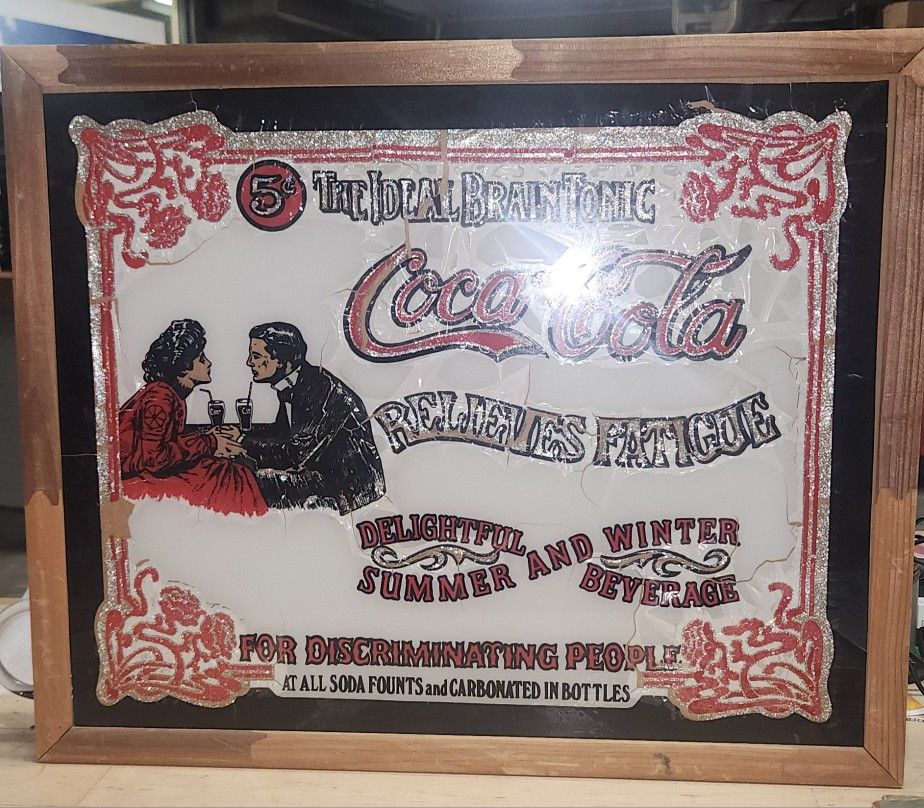 5¢ THE IDEAL BRAIN TONIC
Coca-Cola
RELIEVES FATIGUE
DELIGHTFUL SUMMER AND WINTER BEVERAGE
FOR DISCRIMINATING PEOPLE
AT ALL SODA FOUNTS and CARBONATED IN BOTTLES